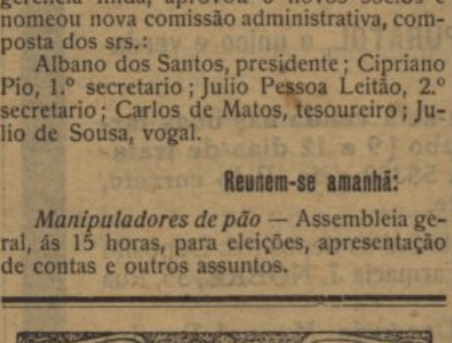 gerencia finda, aprovou 6 novos socios e
nomeou nova comissão administrativa, com-
posta dos srs.:
Albano dos Santos, presidente; Cipriano
Pio, 1.º secretario; Julio Pessoa Leitão, 2.º
secretario; Carlos de Matos, tesoureiro; Ju-
lio de Sousa, vogal.
Reunem-se amanhã:
Manipuladores de pão — Assembleia ge-
ral, ás 15 horas, para eleições, apresentação
de contas e outros assuntos.